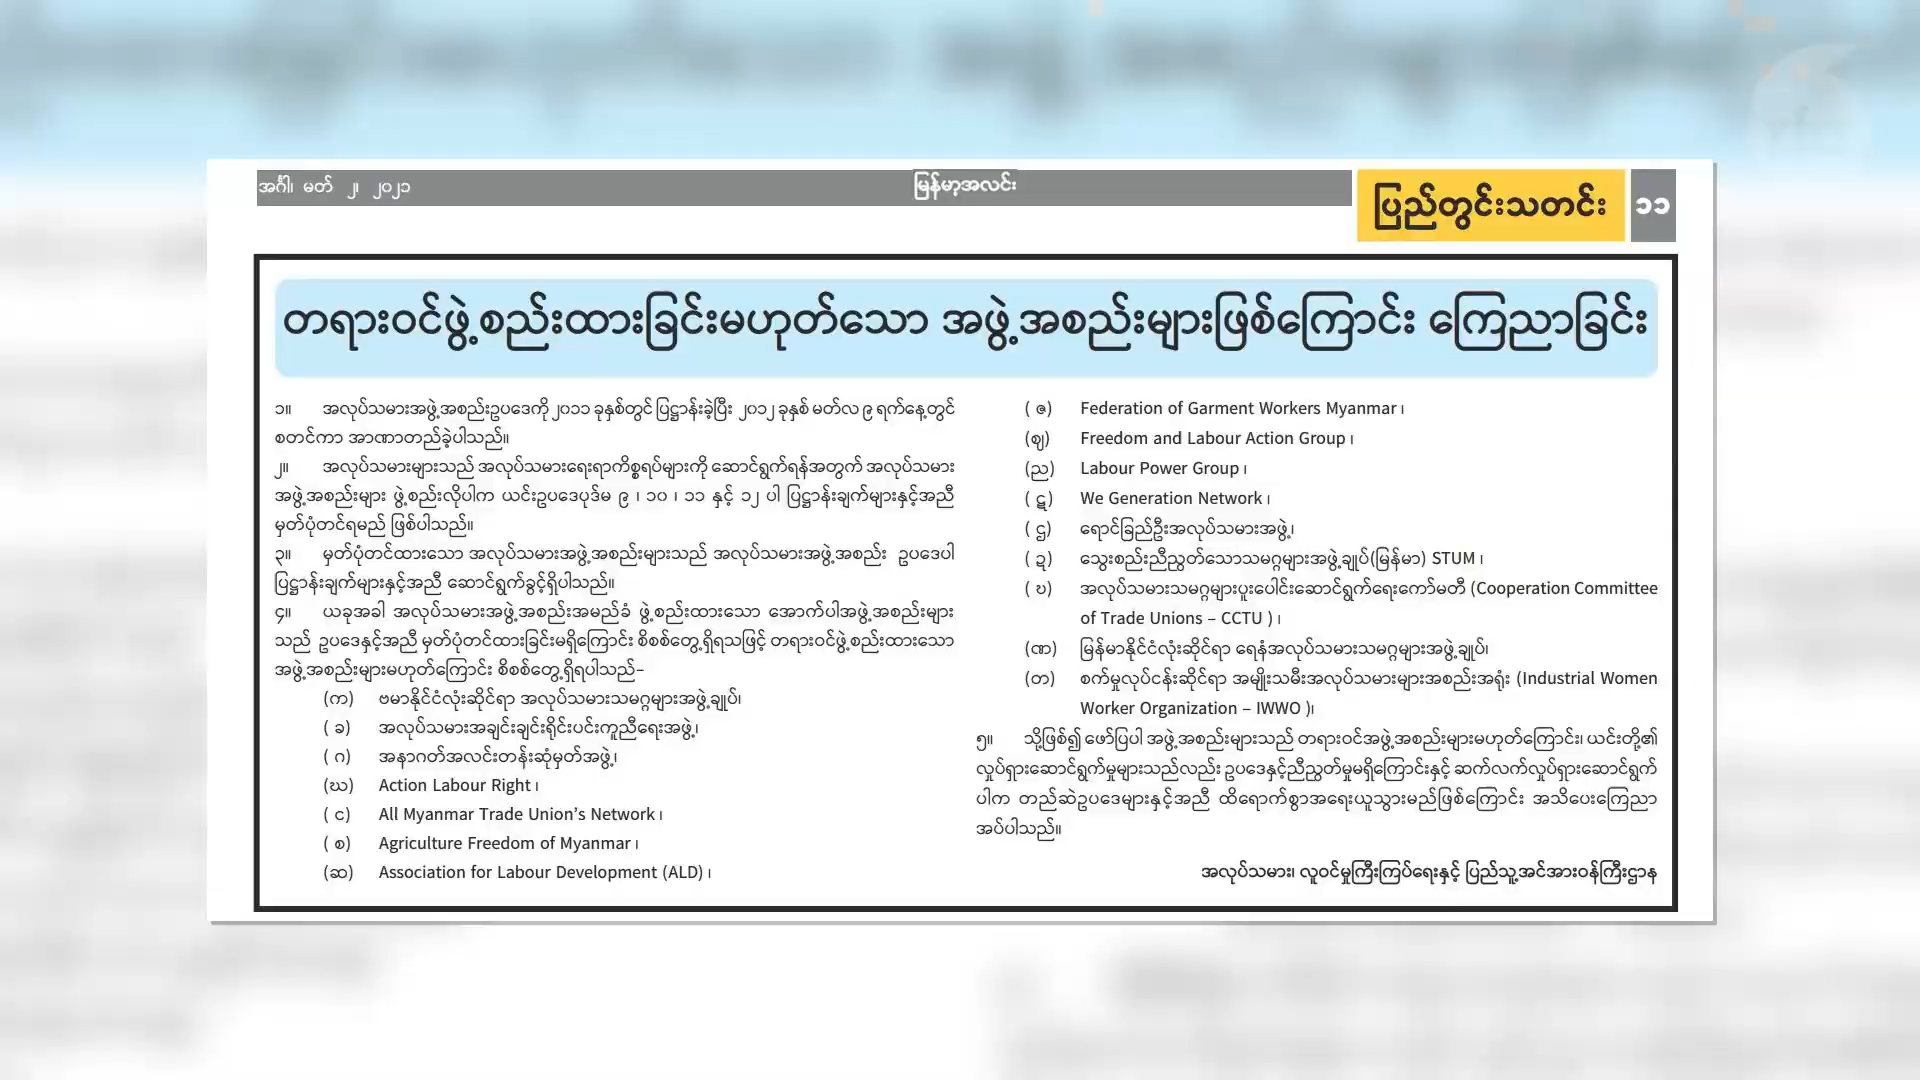 အင်္ဂါ၊ မတ် ၂၊ ၂၀၂၁
မြန်မာ့အလင်း
ပြည်တွင်းသတင်း ၁၁
တရားဝင်ဖွဲ့စည်းထားခြင်းမဟုတ်သော အဖွဲ့အစည်းများဖြစ်ကြောင်း ကြေညာခြင်း
၁။ အလုပ်သမားအဖွဲ့အစည်းဥပဒေကို ၂၀၁၁ ခုနှစ်တွင် ပြဋ္ဌာန်းခဲ့ပြီး ၂၀၁၂ ခုနှစ် မတ်လ ၉ ရက်နေ့တွင်
စတင်ကာ အာဏာတည်ခဲ့ပါသည်။
၂။ အလုပ်သမားများသည် အလုပ်သမားရေးရာကိစ္စရပ်များကို ဆောင်ရွက်ရန်အတွက် အလုပ်သမား
အဖွဲ့အစည်းများ ဖွဲ့စည်းလိုပါက ယင်းဥပဒေပုဒ်မ ၉ ၊ ၁၀ ၊ ၁၁ နှင့် ၁၂ ပါ ပြဋ္ဌာန်းချက်များနှင့်အညီ
မှတ်ပုံတင်ရမည် ဖြစ်ပါသည်။
၃။ မှတ်ပုံတင်ထားသော အလုပ်သမားအဖွဲ့အစည်းများသည် အလုပ်သမားအဖွဲ့အစည်း ဥပဒေပါ
ပြဋ္ဌာန်းချက်များနှင့်အညီ ဆောင်ရွက်ခွင့်ရှိပါသည်။
၄။ ယခုအခါ အလုပ်သမားအဖွဲ့အစည်းအမည်ခံ ဖွဲ့စည်းထားသော အောက်ပါအဖွဲ့အစည်းများ
သည် ဥပဒေနှင့်အညီ မှတ်ပုံတင်ထားခြင်းမရှိကြောင်း စိစစ်တွေ့ရှိရသဖြင့် တရားဝင်ဖွဲ့စည်းထားသော
အဖွဲ့အစည်းများမဟုတ်ကြောင်း စိစစ်တွေ့ရှိရပါသည်–
(က) ဗမာနိုင်ငံလုံးဆိုင်ရာ အလုပ်သမားသမဂ္ဂများအဖွဲ့ချုပ်၊
( ခ) အလုပ်သမားအချင်းချင်းရိုင်းပင်းကူညီရေးအဖွဲ့၊
( ဂ) အနာဂတ်အလင်းတန်းဆုံမှတ်အဖွဲ့၊
(ဃ) Action Labour Right ၊
( င) All Myanmar Trade Union’s Network ၊
( စ) Agriculture Freedom of Myanmar ၊
(ဆ) Association for Labour Development (ALD) ၊
( ဇ) Federation of Garment Workers Myanmar ၊
(ဈ) Freedom and Labour Action Group ၊
(ည) Labour Power Group ၊
( ဋ) We Generation Network ၊
( ဌ) ရောင်ခြည်ဦးအလုပ်သမားအဖွဲ့၊
( ဍ) သွေးစည်းညီညွတ်သောသမဂ္ဂများအဖွဲ့ချုပ်(မြန်မာ) STUM ၊
( ဎ) အလုပ်သမားသမဂ္ဂများပူးပေါင်းဆောင်ရွက်ရေးကော်မတီ (Cooperation Committee
of Trade Unions – CCTU ) ၊
(ဏ) မြန်မာနိုင်ငံလုံးဆိုင်ရာ ရေနံအလုပ်သမားသမဂ္ဂများအဖွဲ့ချုပ်၊
(တ) စက်မှုလုပ်ငန်းဆိုင်ရာ အမျိုးသမီးအလုပ်သမားများအစည်းအရုံး (Industrial Women
Worker Organization – IWWO )၊
၅။ သို့ဖြစ်၍ ဖော်ပြပါ အဖွဲ့အစည်းများသည် တရားဝင်အဖွဲ့အစည်းများမဟုတ်ကြောင်း၊ ယင်းတို့၏
လှုပ်ရှားဆောင်ရွက်မှုများသည်လည်း ဥပဒေနှင့်ညီညွတ်မှုမရှိကြောင်းနှင့် ဆက်လက်လှုပ်ရှားဆောင်ရွက်
ပါက တည်ဆဲဥပဒေများနှင့်အညီ ထိရောက်စွာအရေးယူသွားမည်ဖြစ်ကြောင်း အသိပေးကြေညာ
အပ်ပါသည်။
အလုပ်သမား၊ လူဝင်မှုကြီးကြပ်ရေးနှင့် ပြည်သူ့အင်အားဝန်ကြီးဌာန